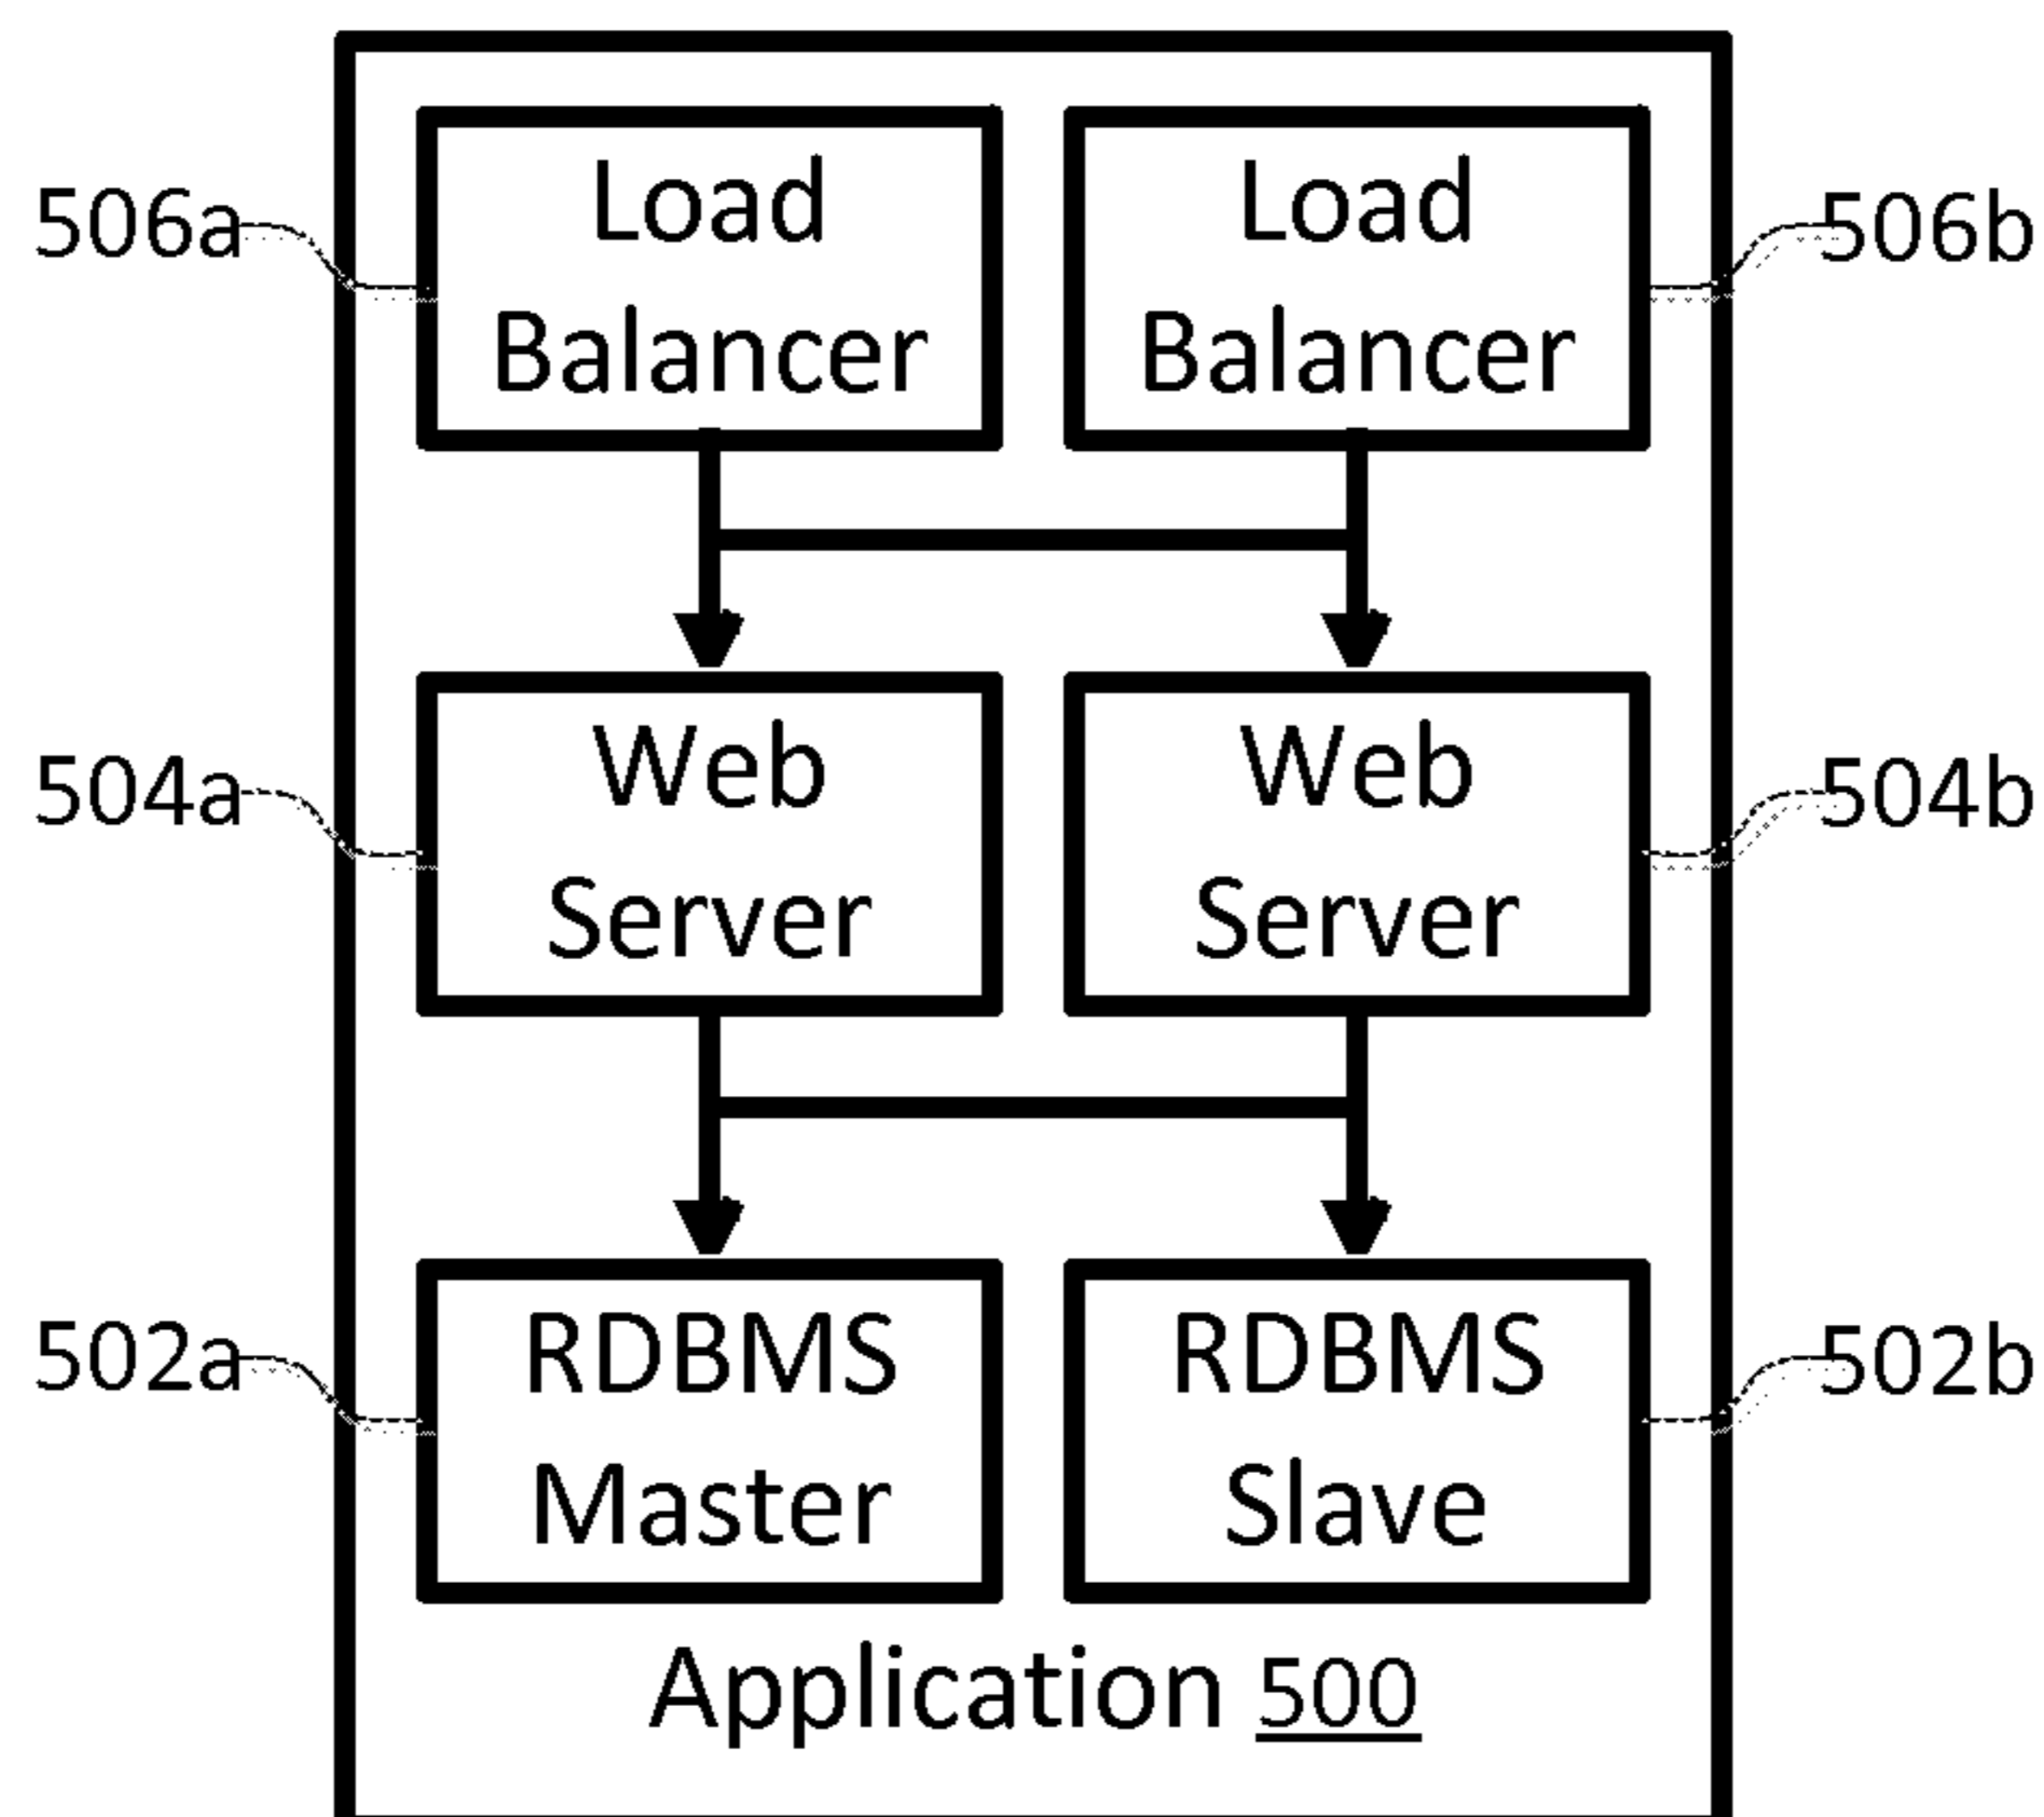 Load
Balancer
Load
Balancer
506a
506b
Web
Server
Web
Server
504a
504b
RDBMS
Master
RDBMS
Slave
502a
502b
Application 500